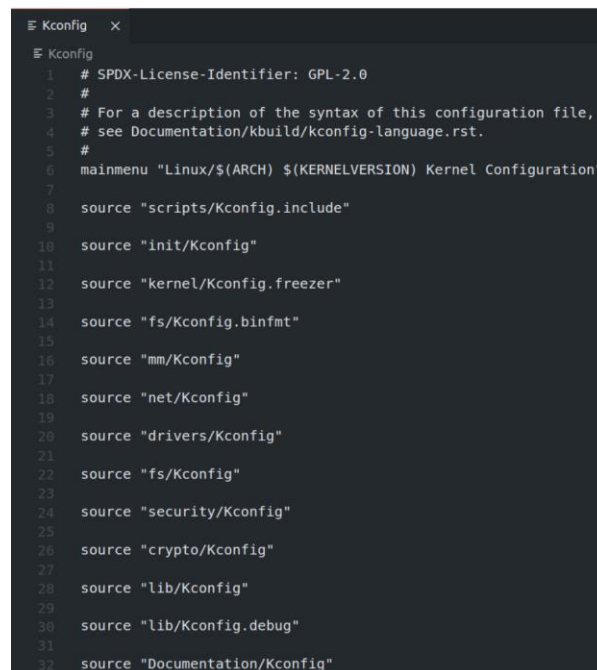 Kconfig ×
Kconfig
1 # SPDX-License-Identifier: GPL-2.0
2 #
3 # For a description of the syntax of this configuration file,
4 # see Documentation/kbuild/kconfig-language.rst.
5 #
6 mainmenu "Linux/$(ARCH) $(KERNELVERSION) Kernel Configuration"
7
8 source "scripts/Kconfig.include"
9
10 source "init/Kconfig"
11
12 source "kernel/Kconfig.freezer"
13
14 source "fs/Kconfig.binfmt"
15
16 source "mm/Kconfig"
17
18 source "net/Kconfig"
19
20 source "drivers/Kconfig"
21
22 source "fs/Kconfig"
23
24 source "security/Kconfig"
25
26 source "crypto/Kconfig"
27
28 source "lib/Kconfig"
29
30 source "lib/Kconfig.debug"
31
32 source "Documentation/Kconfig"